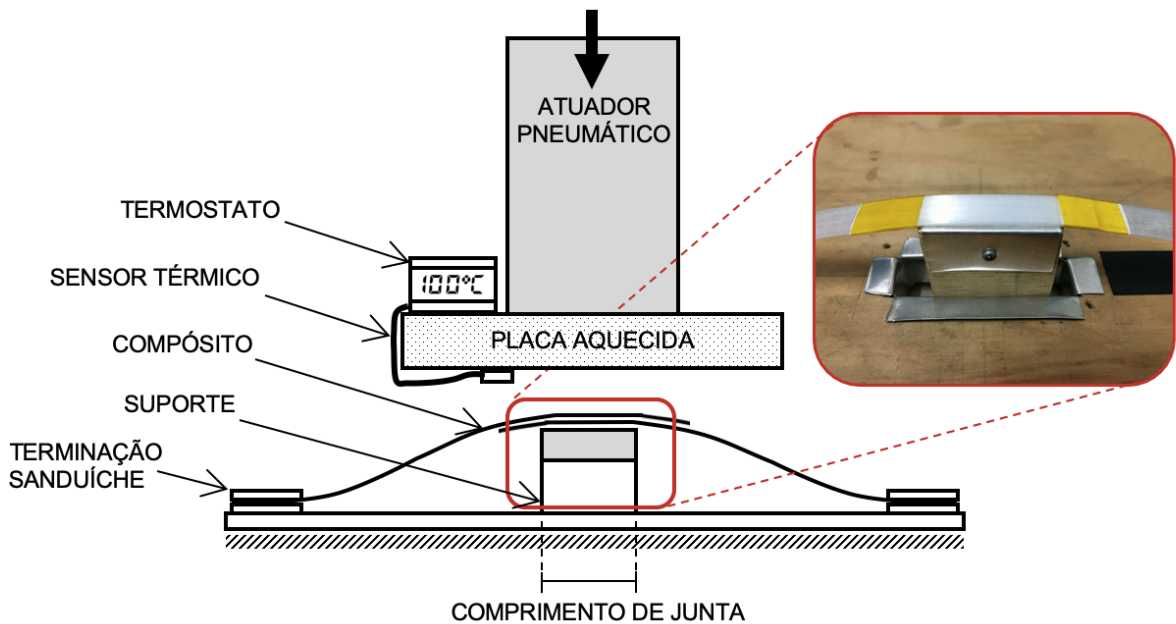 ATUADOR
PNEUMÁTICO
TERMOSTATO
SENSOR TÉRMICO
100°C
PLACA AQUECIDA
COMPÓSITO
SUPORTE
TERMINAÇÃO
SANDUÍCHE
COMPRIMENTO DE JUNTA